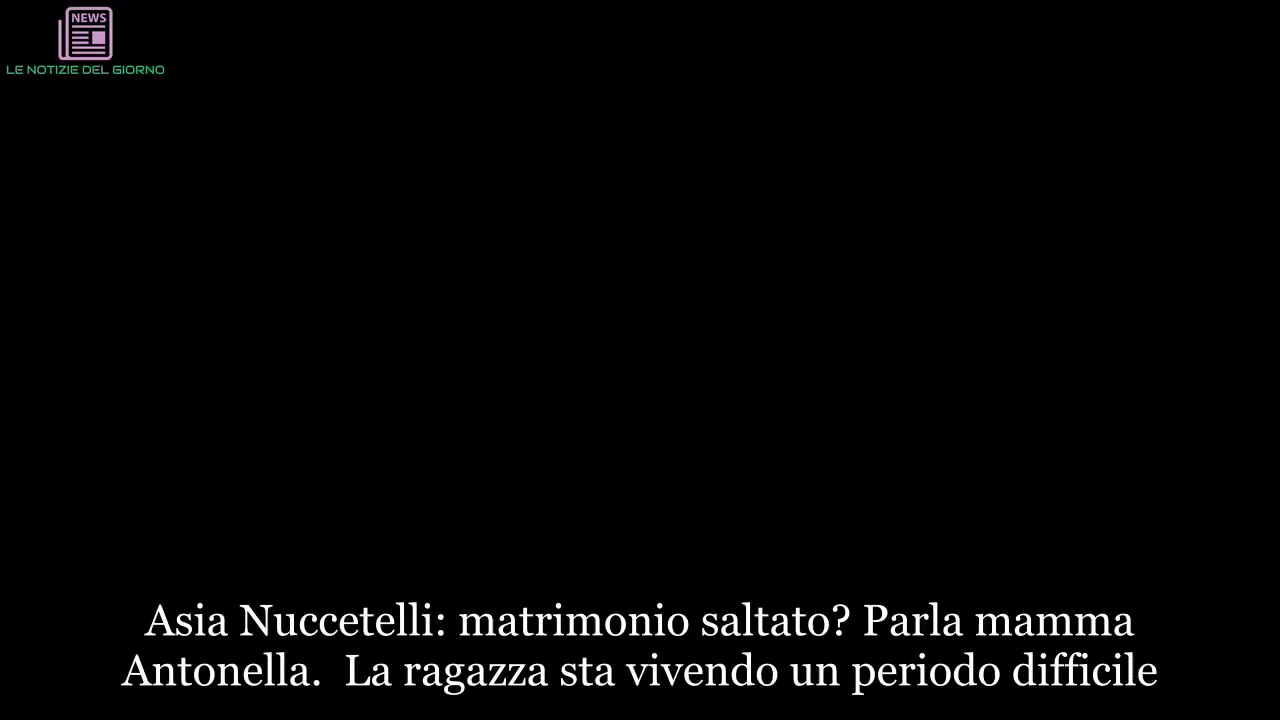 NEWS
LE NOTIZIE DEL GIORNO
Asia Nuccetelli: matrimonio saltato? Parla mamma
Antonella.  La ragazza sta vivendo un periodo difficile